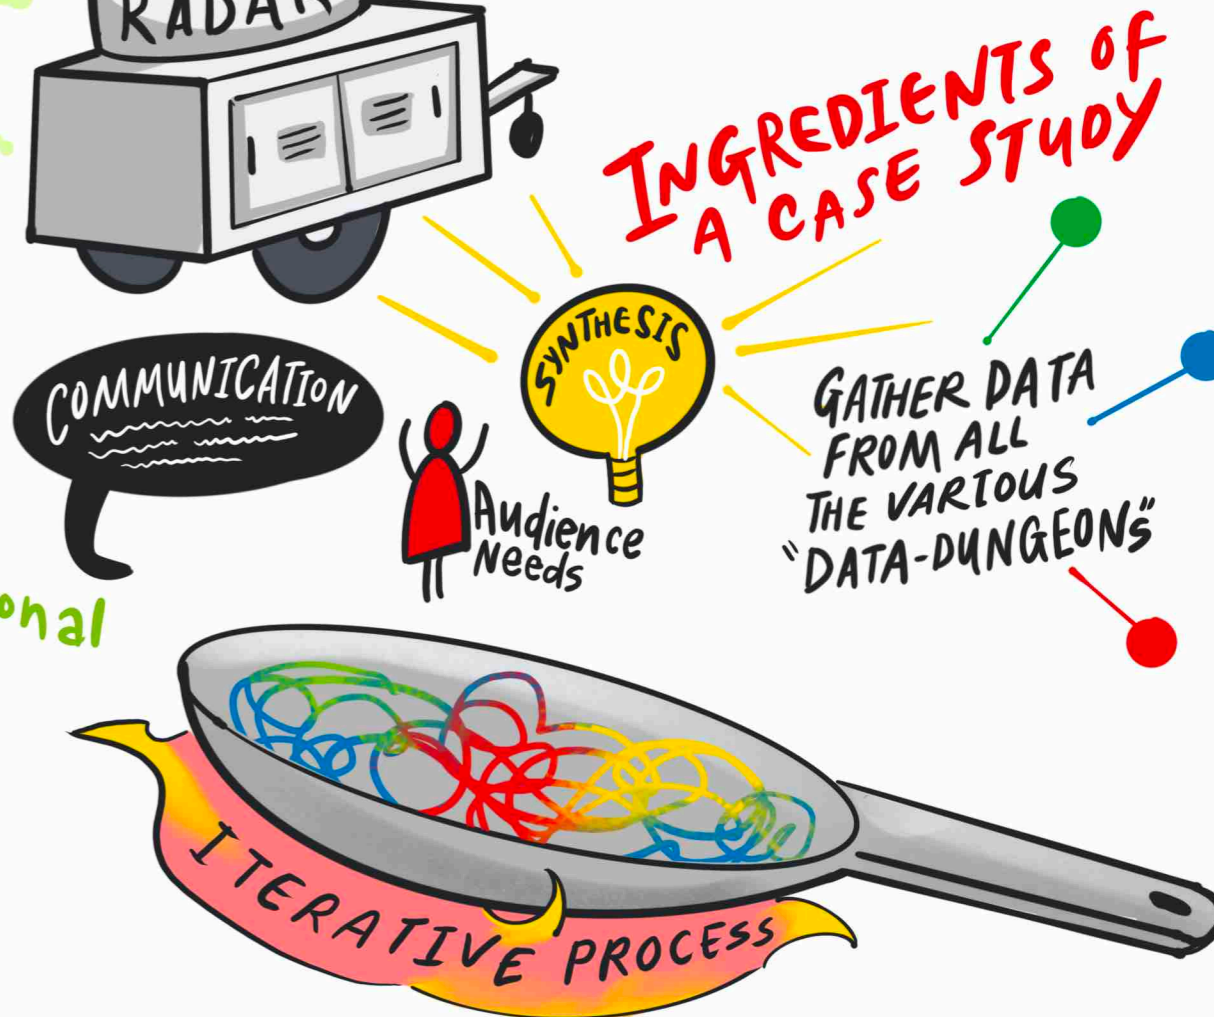 RADAR
INGREDIENTS OF
A CASE STUDY
SYNTHESIS
COMMUNICATION
GATHER DATA
FROM ALL
THE VARIOUS
"DATA-DUNGEONS"
Audience
Needs
onal
ITERATIVE PROCESS